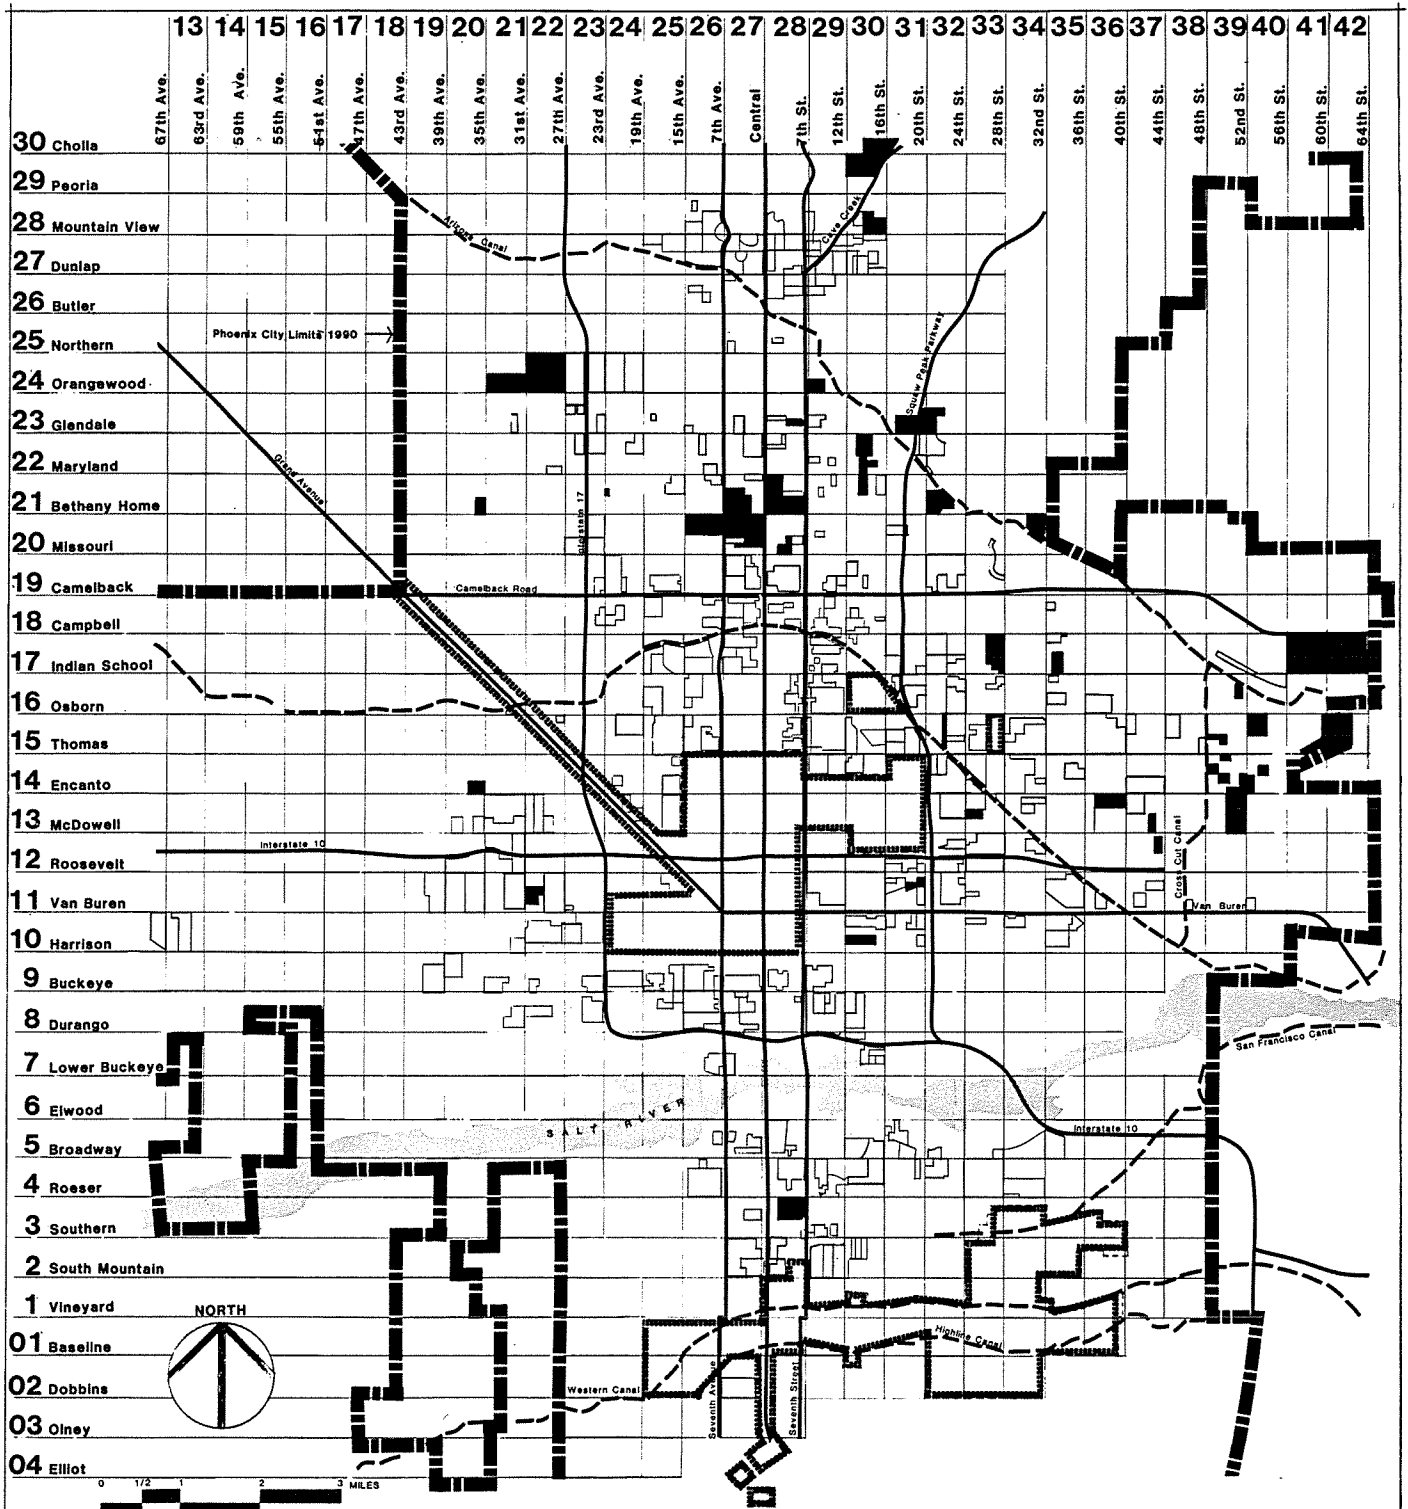 13 14 15 16 17 18 19 20 21 22 23 24 25 26 27 28 29 30 31 32 33 34 35 36 37 38 39 40 41 42
67th Ave. 63rd Ave. 59th Ave. 55th Ave. 51st Ave. 47th Ave. 43rd Ave. 39th Ave. 35th Ave. 31st Ave. 27th Ave. 23rd Ave. 19th Ave. 15th Ave. 7th Ave. Central 7th St. 12th St. 16th St. 20th St. 24th St. 28th St. 32nd St. 36th St. 40th St. 44th St. 48th St. 52nd St. 56th St. 60th St. 64th St.
30 Cholla
29 Peoria
28 Mountain View
Arizona Canal
Cave Creek
27 Dunlap
26 Butler
Phoenix City Limits 1990
25 Northern
Squaw Peak Parkway
24 Orangewood
23 Glendale
22 Maryland
Grand Avenue
21 Bethany Home
Interstate 17
20 Missouri
19 Camelback
Camelback Road
18 Campbell
17 Indian School
16 Osborn
15 Thomas
14 Encanto
13 McDowell
Interstate 10
12 Roosevelt
Cross Cut Canal
11 Van Buren
Van Buren
10 Harrison
9 Buckeye
8 Durango
San Francisco Canal
7 Lower Buckeye
6 Elwood
SALT RIVER
Interstate 10
5 Broadway
4 Roeser
3 Southern
2 South Mountain
1 Vineyard
NORTH
01 Baseline
Highline Canal
02 Dobbins
Western Canal
Seventh Avenue
Seventh Street
03 Olney
04 Elliot
0 1/2 1 2 3 MILES